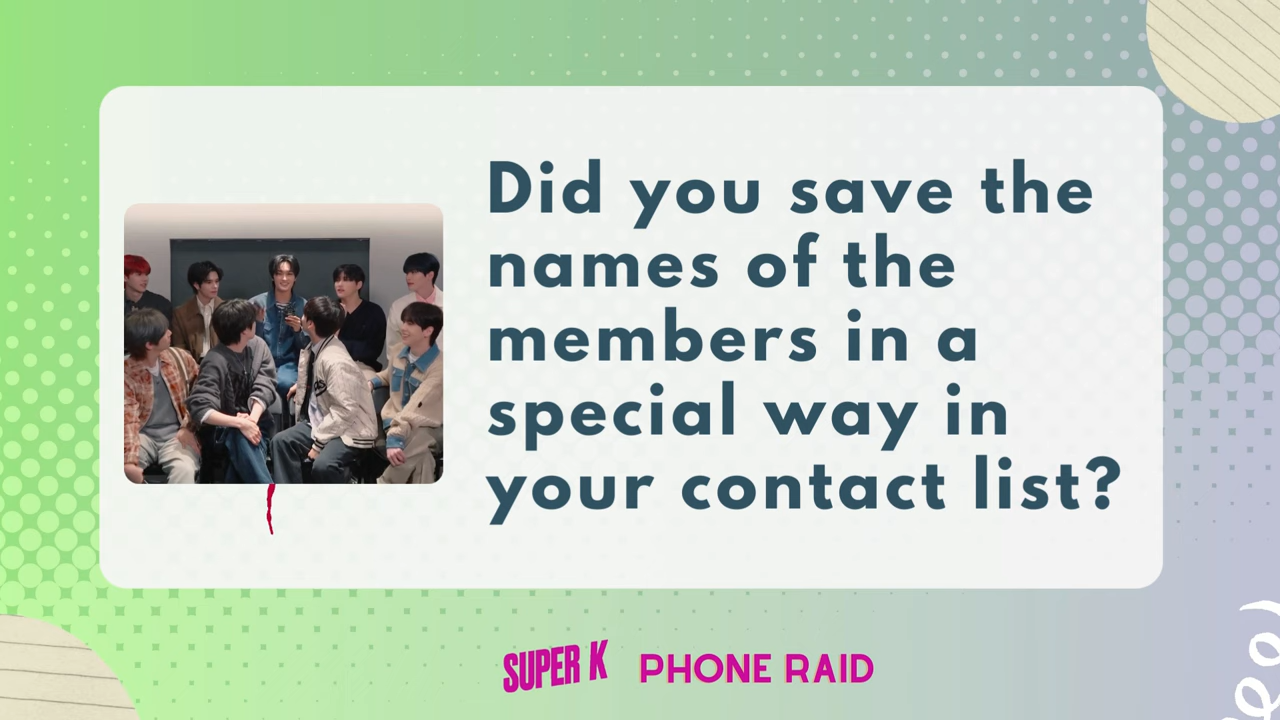 Did you save the
names of the
members in a
special way in
your contact list?
SUPER K PHONE RAID